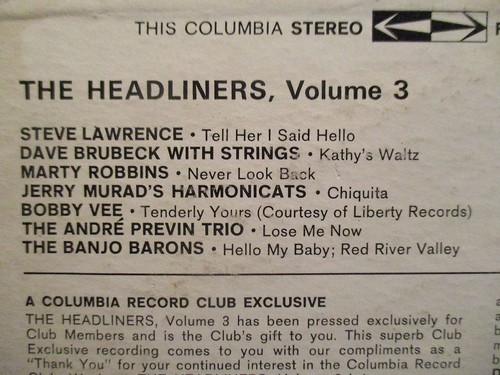 THIS COLUMBIA STEREO
THE HEADLINERS, Volume 3
STEVE LAWRENCE • Tell Her I Said Hello
DAVE BRUBECK WITH STRINGS • Kathy's Waltz
MARTY ROBBINS • Never Look Back
JERRY MURAD'S HARMONICATS • Chiquita
BOBBY VEE • Tenderly Yours (Courtesy of Liberty Records)
THE ANDRÉ PREVIN TRIO • Lose Me Now
THE BANJO BARONS • Hello My Baby; Red River Valley
A COLUMBIA RECORD CLUB EXCLUSIVE
THE HEADLINERS, Volume 3 has been pressed exclusively for
Club Members and is the Club's gift to you. This superb Club
Exclusive recording comes to you with our compliments as a
"Thank You" for your continued interest in the Columbia Record